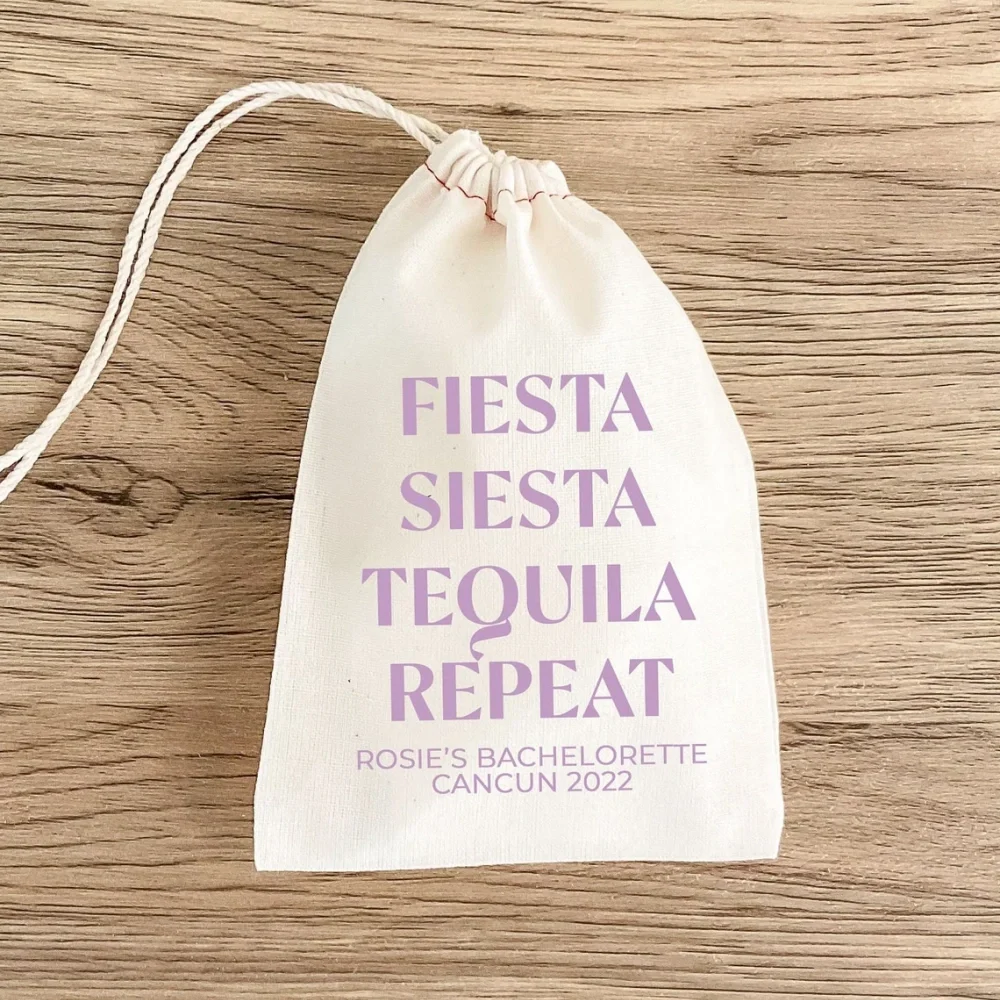 FIESTA
SIESTA
TEQUILA
REPEAT
ROSIE'S BACHELORETTE
CANCUN 2022